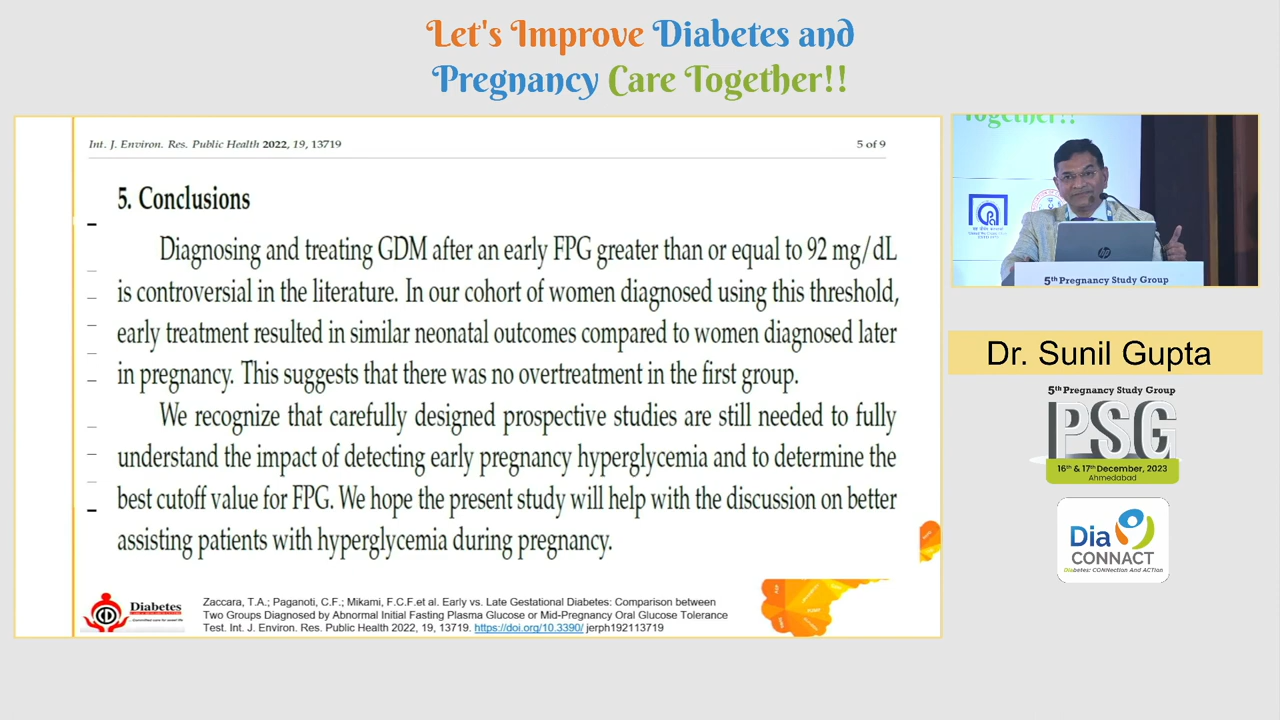 Let's Improve Diabetes and
Pregnancy Care Together!!
Int. J. Environ. Res. Public Health 2022, 19, 13719
5 of 9
5. Conclusions
Diagnosing and treating GDM after an early FPG greater than or equal to 92 mg/dL
is controversial in the literature. In our cohort of women diagnosed using this threshold,
early treatment resulted in similar neonatal outcomes compared to women diagnosed later
in pregnancy. This suggests that there was no overtreatment in the first group.
We recognize that carefully designed prospective studies are still needed to fully
understand the impact of detecting early pregnancy hyperglycemia and to determine the
best cutoff value for FPG. We hope the present study will help with the discussion on better
assisting patients with hyperglycemia during pregnancy.
Diabetes
Zaccara, T.A.; Paganoti, C.F.; Mikami, F.C.F.et al. Early vs. Late Gestational Diabetes: Comparison between
Two Groups Diagnosed by Abnormal Initial Fasting Plasma Glucose or Mid-Pregnancy Oral Glucose Tolerance
Test. Int. J. Environ. Res. Public Health 2022, 19, 13719. https://doi.org/10.3390/ jerph192113719
Together!!
hp
5th Pregnancy Study Group
Dr. Sunil Gupta
5th Pregnancy Study Group
PSG
16th & 17th December, 2023
Ahmedabad
Dia
CONNACT
Diabetes: CONNection And ACTion